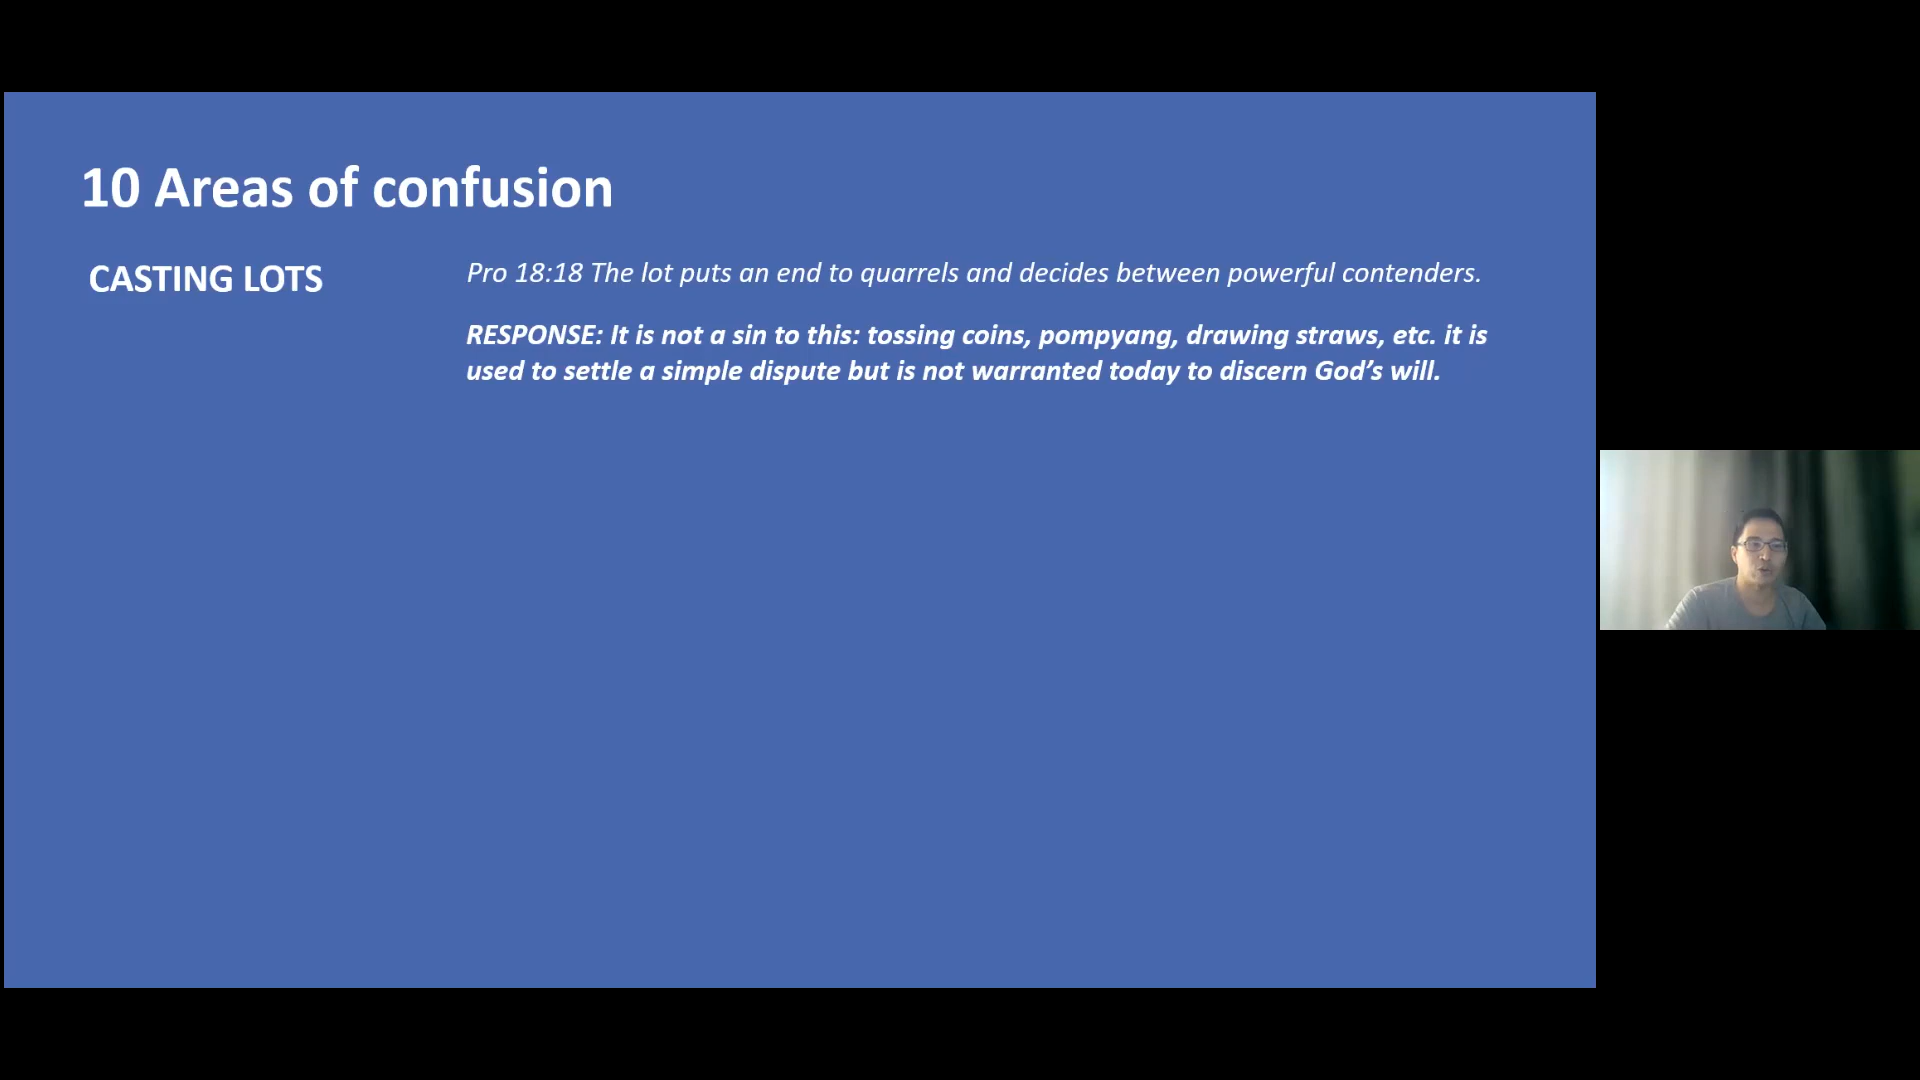 10 Areas of confusion
CASTING LOTS
Pro 18:18 The lot puts an end to quarrels and decides between powerful contenders.
RESPONSE: It is not a sin to this: tossing coins, pompyang, drawing straws, etc. it is
used to settle a simple dispute but is not warranted today to discern God’s will.